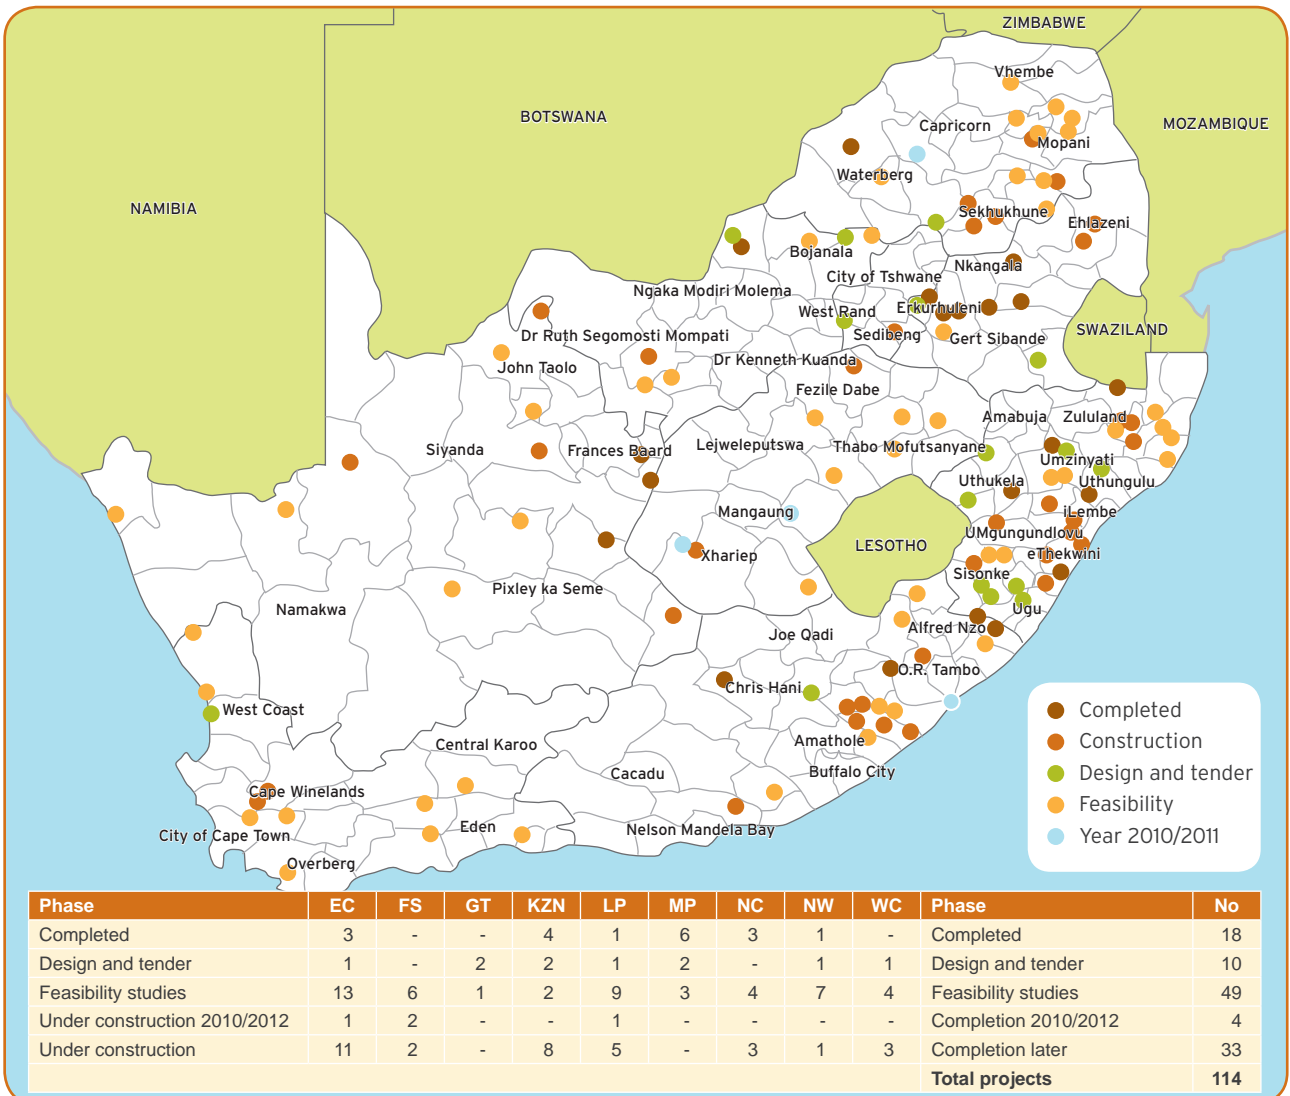 ZIMBABWE
Vhembe
BOTSWANA
MOZAMBIQUE
Capricorn
Mopani
Waterberg
NAMIBIA
Sekhukhune
Ehlazeni
Bojanala
Nkangala
City of Tshwane
Ngaka Modiri Molema
West Rand
Erkurhuleni
Dr Ruth Segomosti Mompati
Sedibeng
Gert Sibande
SWAZILAND
John Taolo
Dr Kenneth Kuanda
Fezile Dabe
Amabuja
Zululand
Siyanda
Frances Baard
Lejweleputswa
Thabo Mofutsanyane
Umzinyati
Uthukela
Uthungulu
Mangaung
iLembe
UMgungundlovu
LESOTHO
Xhariep
eThekwini
Sisonke
Pixley ka Seme
Namakwa
Ugu
Joe Qadi
Alfred Nzo
O.R. Tambo
Chris Hani
West Coast
Central Karoo
Amathole
Cacadu
Buffalo City
Cape Winelands
Eden
Nelson Mandela Bay
City of Cape Town
Overberg
Completed
Construction
Design and tender
Feasibility
Year 2010/2011
Phase EC FS GT KZN LP MP NC NW WC Phase No
Completed 3 - - 4 1 6 3 1 - Completed 18
Design and tender 1 - 2 2 1 2 - 1 1 Design and tender 10
Feasibility studies 13 6 1 2 9 3 4 7 4 Feasibility studies 49
Under construction 2010/2012 1 2 - - 1 - - - - Completion 2010/2012 4
Under construction 11 2 - 8 5 - 3 1 3 Completion later 33
Total projects 114